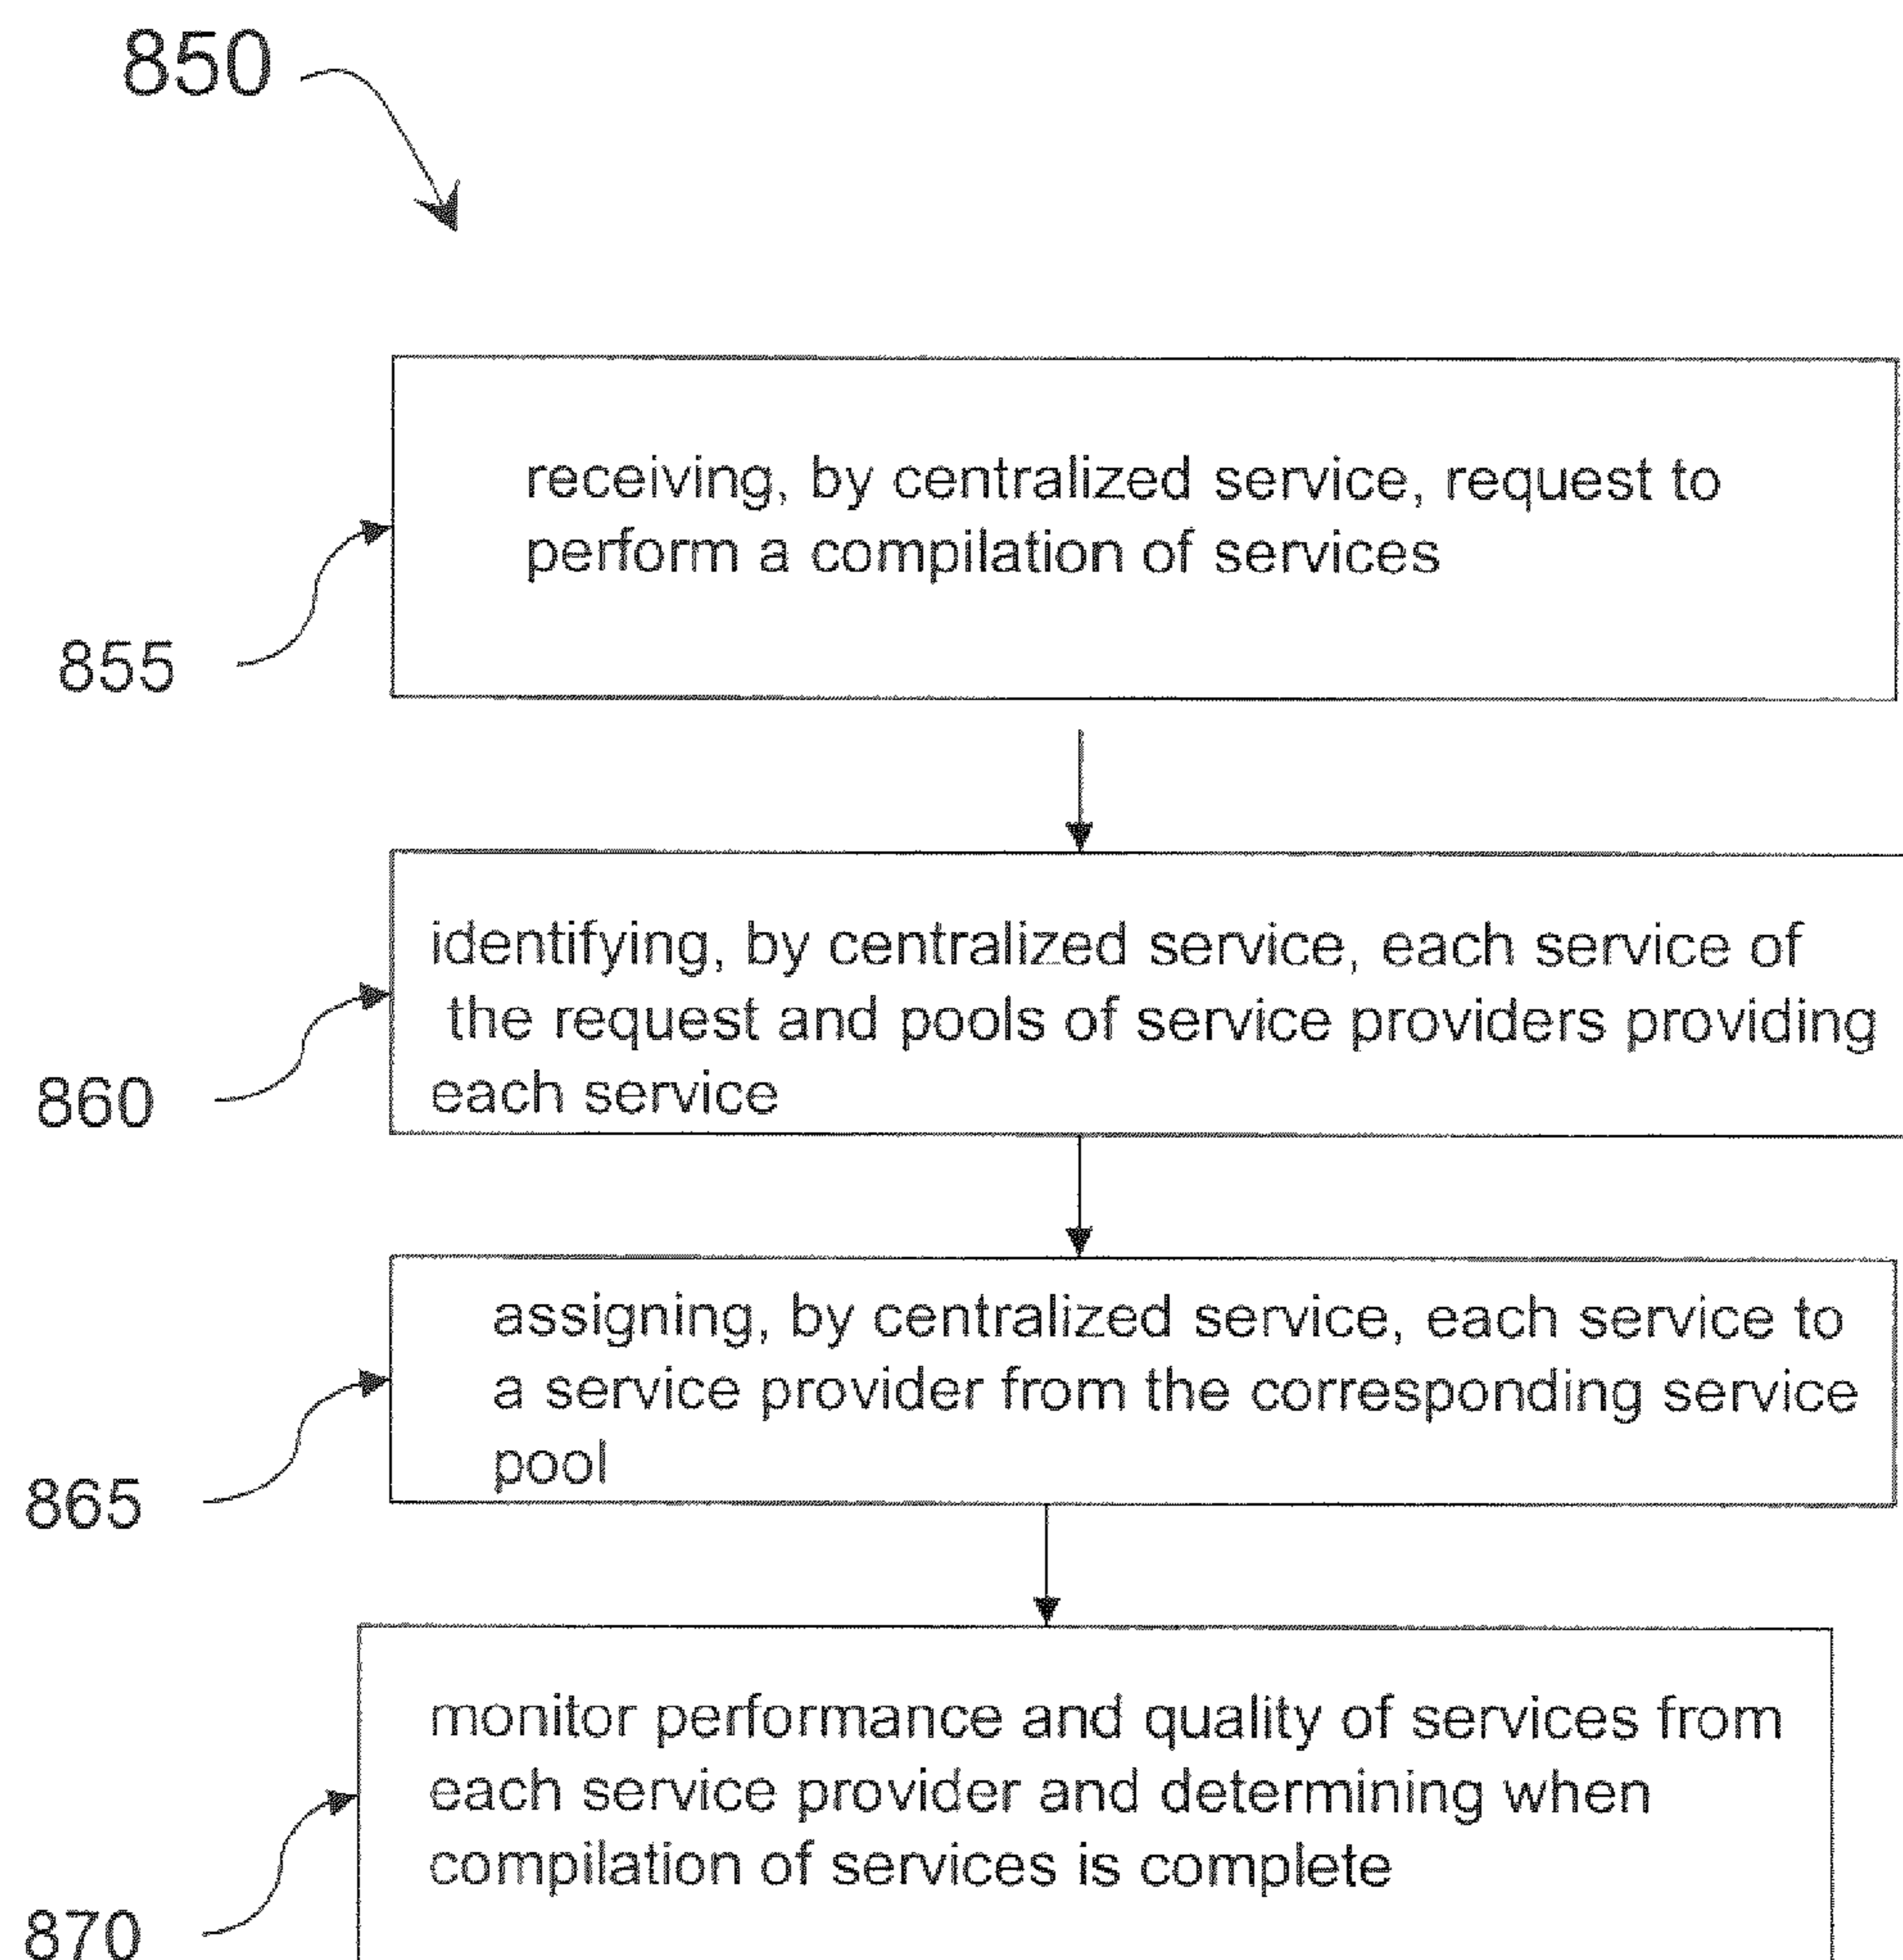 850
receiving, by centralized service, request to
perform a compilation of services
855
identifying, by centralized service, each service of
the request and pools of service providers providing
each service
860
assigning, by centralized service, each service to
a service provider from the corresponding service
pool
865
monitor performance and quality of services from
each service provider and determining when
compilation of services is complete
870